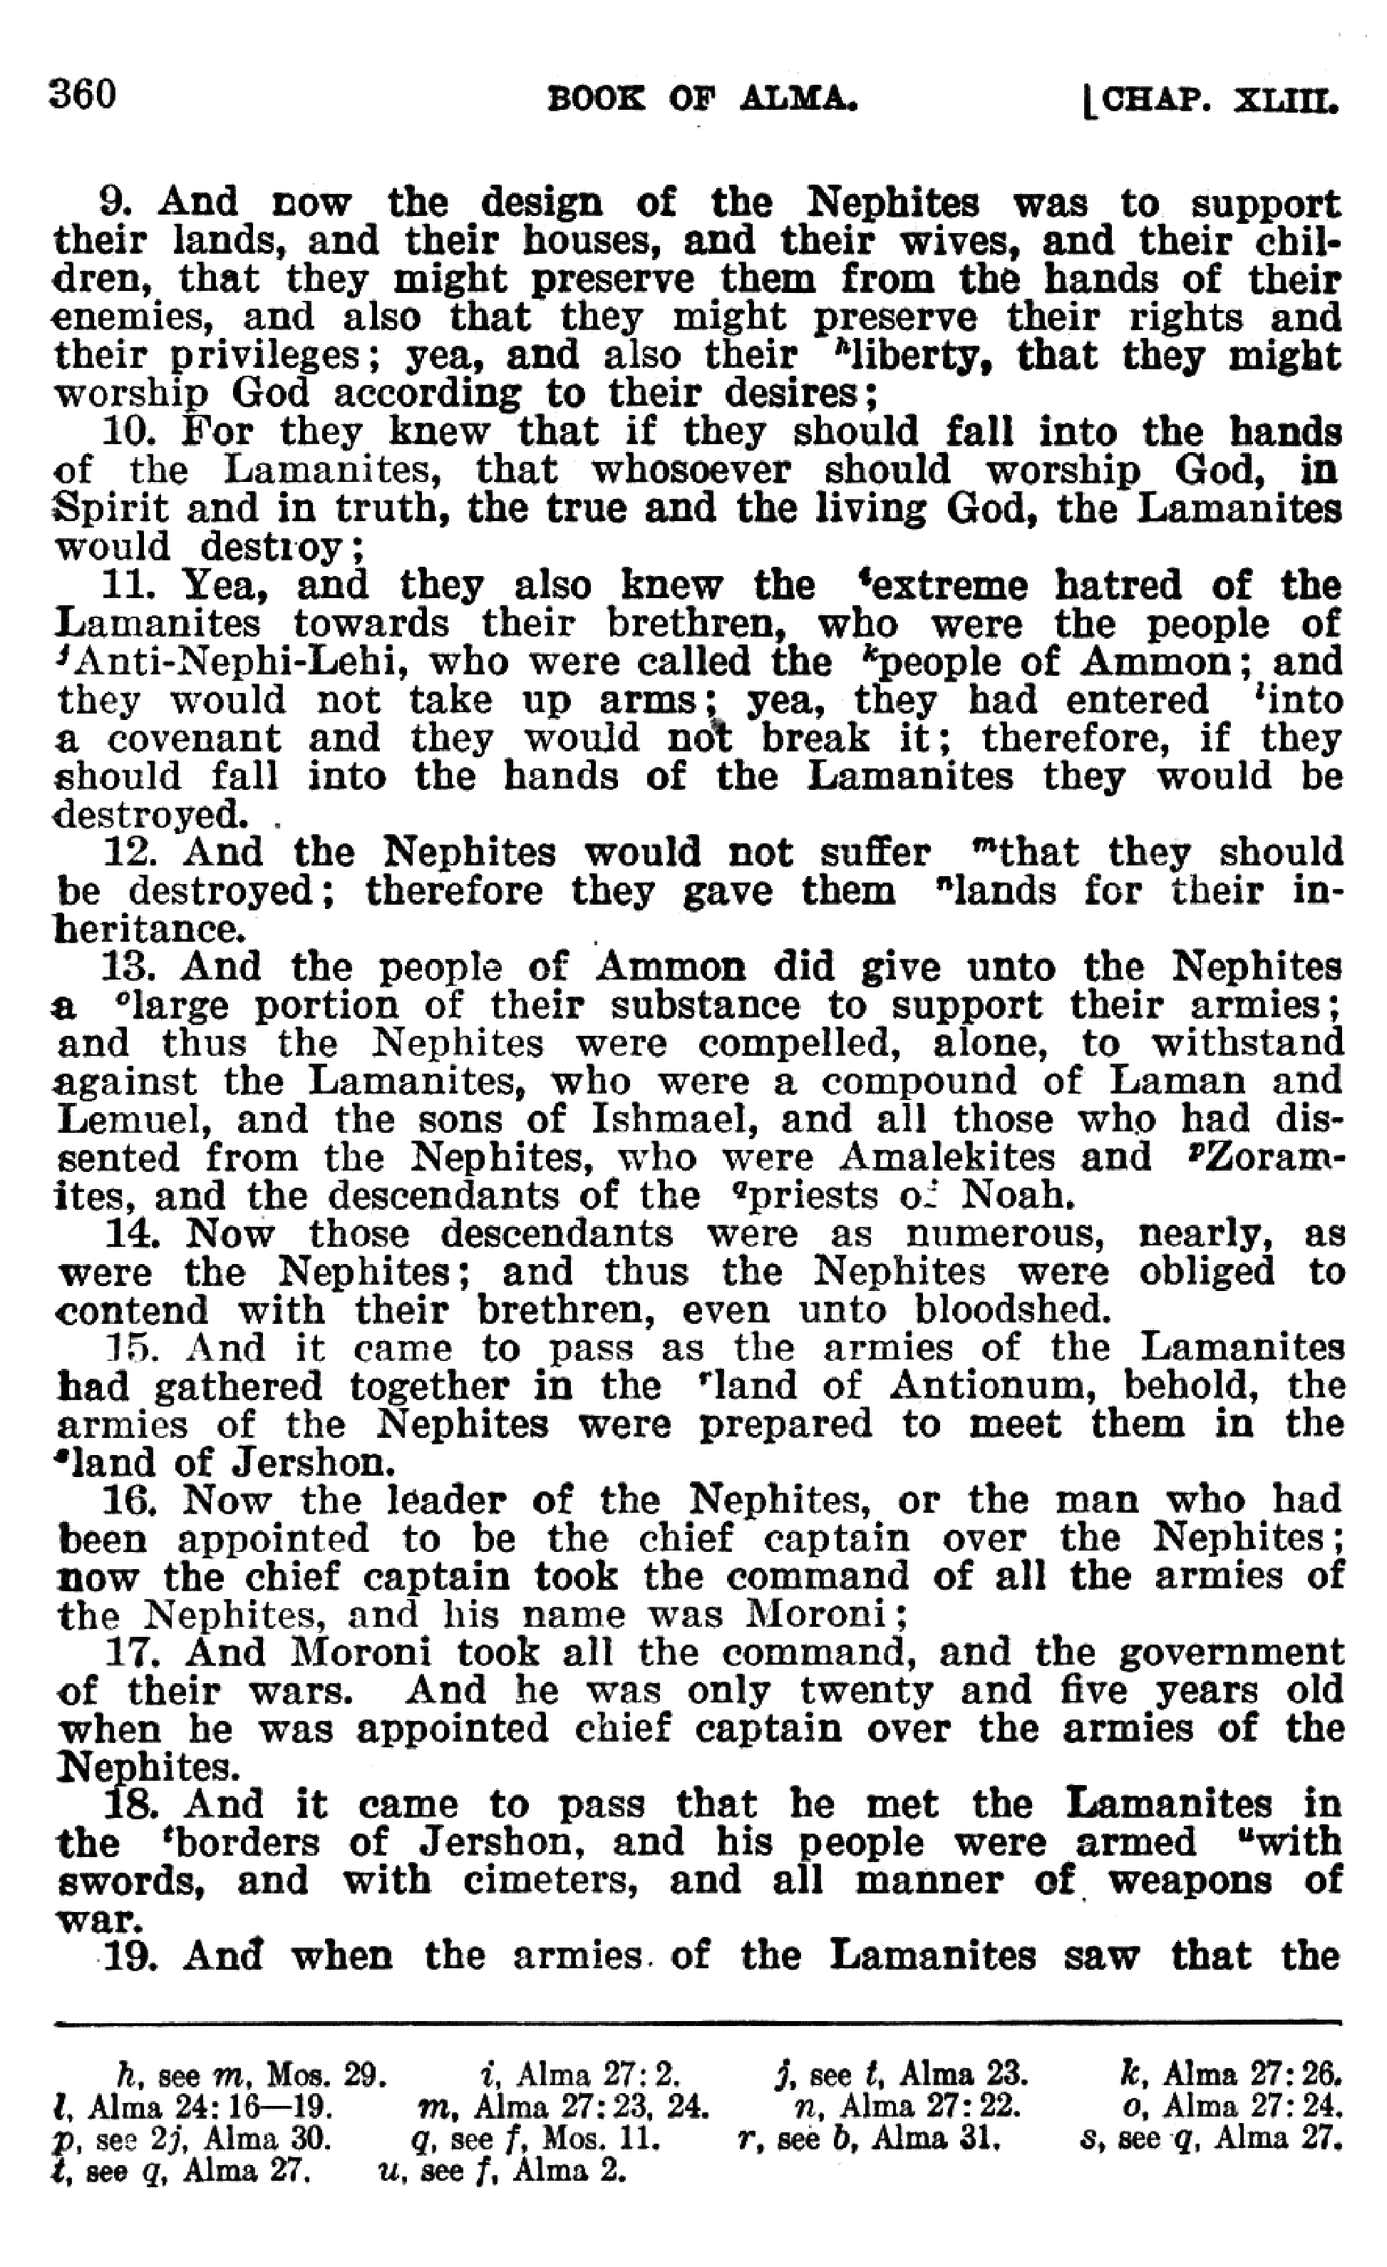 360 BOOK OF ALMA. [CHAP. XLIII.
9. And now the design of the Nephites was to support
their lands, and their houses, and their wives, and their chil-
dren, that they might preserve them from the hands of their
enemies, and also that they might preserve their rights and
their privileges; yea, and also their hliberty, that they might
worship God according to their desires;
10. For they knew that if they should fall into the hands
of the Lamanites, that whosoever should worship God, in
Spirit and in truth, the true and the living God, the Lamanites
would destroy;
11. Yea, and they also knew the iextreme hatred of the
Lamanites towards their brethren, who were the people of
jAnti-Nephi-Lehi, who were called the kpeople of Ammon; and
they would not take up arms; yea, they had entered linto
a covenant and they would not break it; therefore, if they
should fall into the hands of the Lamanites they would be
destroyed.
12. And the Nephites would not suffer mthat they should
be destroyed; therefore they gave them nlands for their in-
heritance.
13. And the people of Ammon did give unto the Nephites
a olarge portion of their substance to support their armies;
and thus the Nephites were compelled, alone, to withstand
against the Lamanites, who were a compound of Laman and
Lemuel, and the sons of Ishmael, and all those who had dis-
sented from the Nephites, who were Amalekites and pZoram-
ites, and the descendants of the qpriests of Noah.
14. Now those descendants were as numerous, nearly, as
were the Nephites; and thus the Nephites were obliged to
contend with their brethren, even unto bloodshed.
15. And it came to pass as the armies of the Lamanites
had gathered together in the rland of Antionum, behold, the
armies of the Nephites were prepared to meet them in the
sland of Jershon.
16. Now the leader of the Nephites, or the man who had
been appointed to be the chief captain over the Nephites;
now the chief captain took the command of all the armies of
the Nephites, and his name was Moroni;
17. And Moroni took all the command, and the government
of their wars. And he was only twenty and five years old
when he was appointed chief captain over the armies of the
Nephites.
18. And it came to pass that he met the Lamanites in
the tborders of Jershon, and his people were armed uwith
swords, and with cimeters, and all manner of weapons of
war.
19. And when the armies of the Lamanites saw that the
h, see m, Mos. 29. i, Alma 27: 2. j, see t, Alma 23. k, Alma 27: 26.
l, Alma 24: 16—19. m, Alma 27: 23, 24. n, Alma 27: 22. o, Alma 27: 24.
p, see 2j, Alma 30. q, see f, Mos. 11. r, see b, Alma 31. s, see q, Alma 27.
t, see q, Alma 27. u, see f, Alma 2.